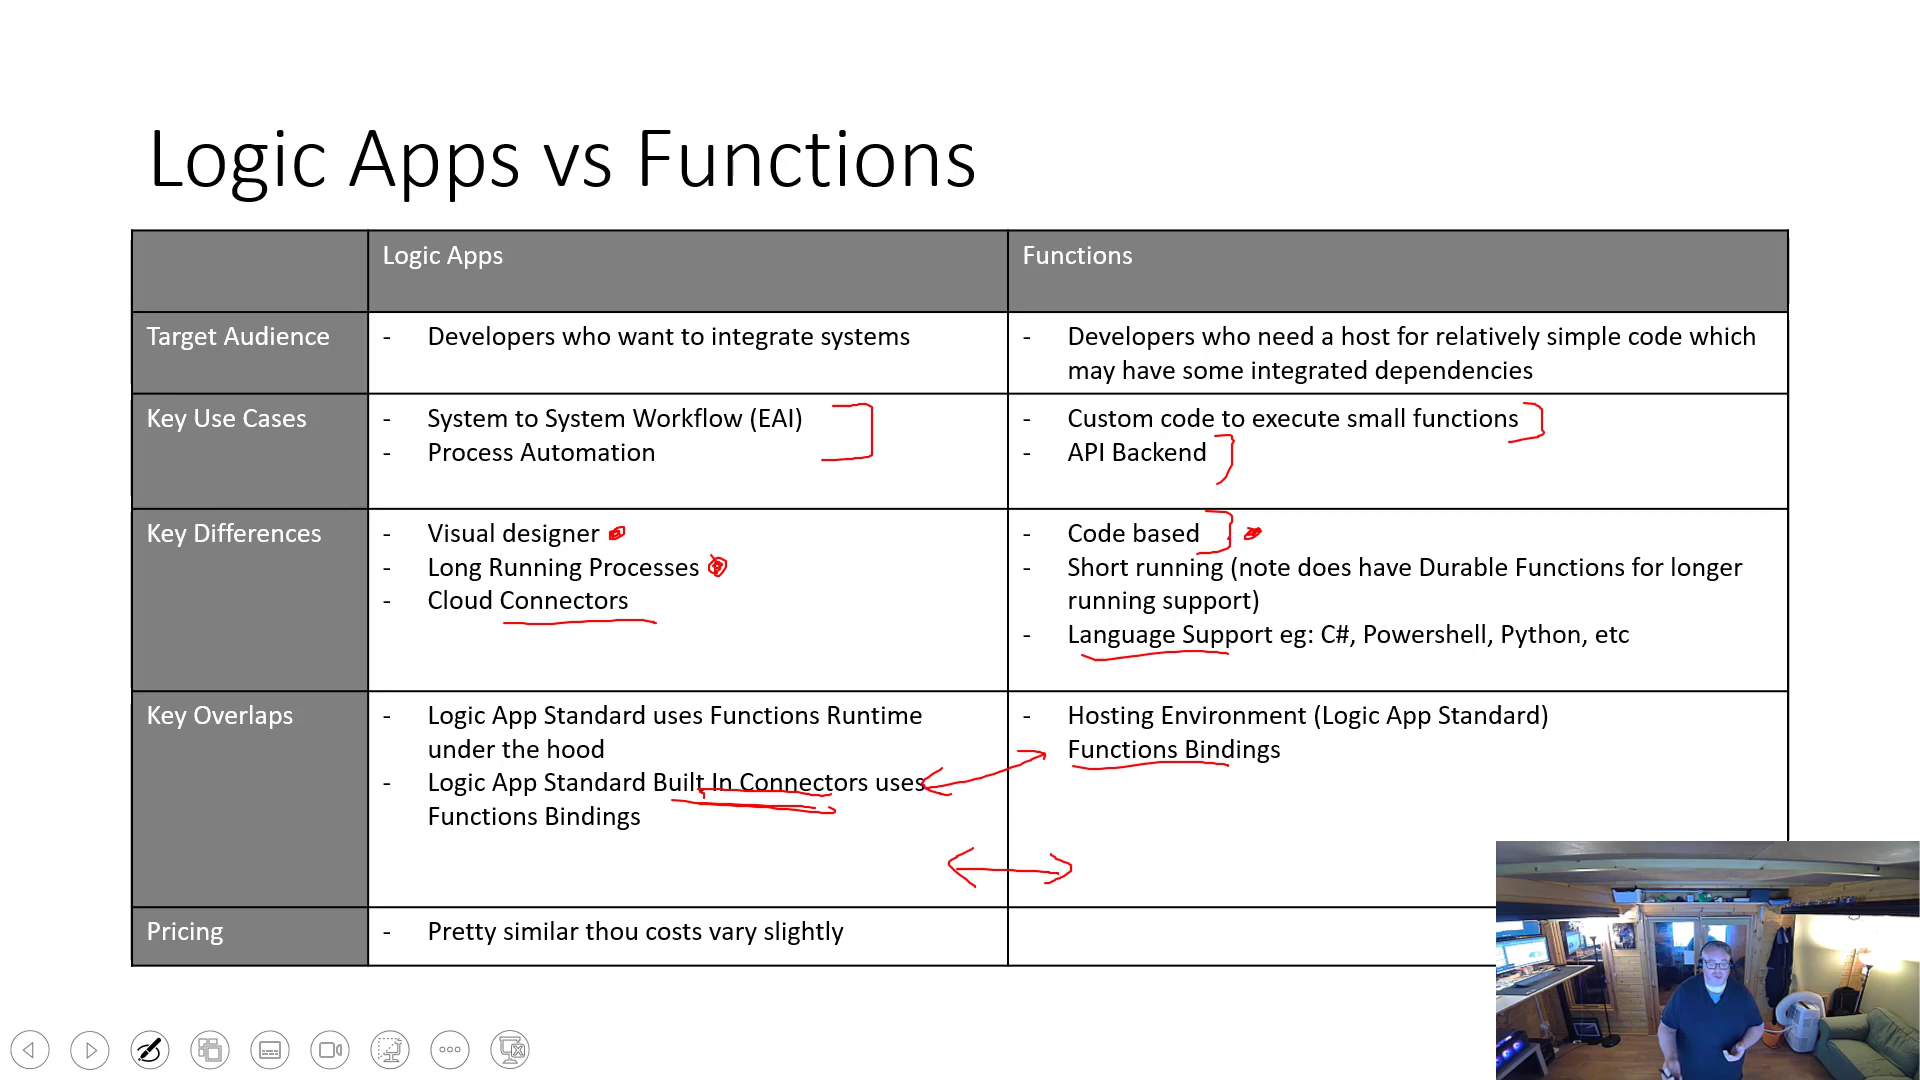 Logic Apps vs Functions
Logic Apps
Functions
Target Audience
- Developers who want to integrate systems
- Developers who need a host for relatively simple code which
may have some integrated dependencies
Key Use Cases
- System to System Workflow (EAI)
- Process Automation
- Custom code to execute small functions
- API Backend
Key Differences
- Visual designer
- Long Running Processes
- Cloud Connectors
- Code based
- Short running (note does have Durable Functions for longer
running support)
- Language Support eg: C#, Powershell, Python, etc
Key Overlaps
- Logic App Standard uses Functions Runtime
under the hood
- Logic App Standard Built In Connectors uses
Functions Bindings
- Hosting Environment (Logic App Standard)
Functions Bindings
Pricing
- Pretty similar thou costs vary slightly